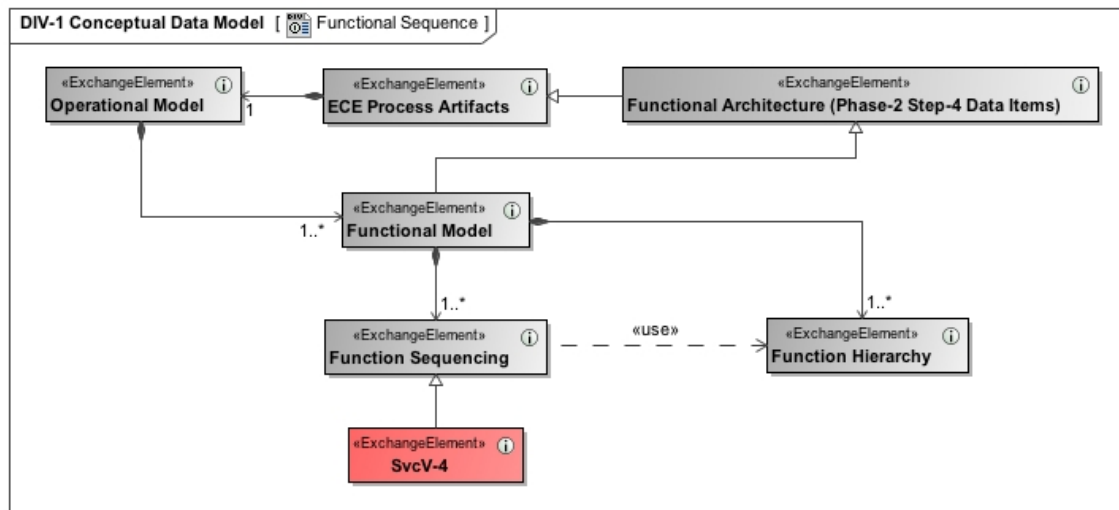 DIV-1 Conceptual Data Model [ DIV Functional Sequence ]
«ExchangeElement»
Operational Model
1
«ExchangeElement»
ECE Process Artifacts
«ExchangeElement»
Functional Architecture (Phase-2 Step-4 Data Items)
«ExchangeElement»
Functional Model
1..*
1..*
1..*
«ExchangeElement»
Function Sequencing
«use»
«ExchangeElement»
Function Hierarchy
«ExchangeElement»
SvcV-4